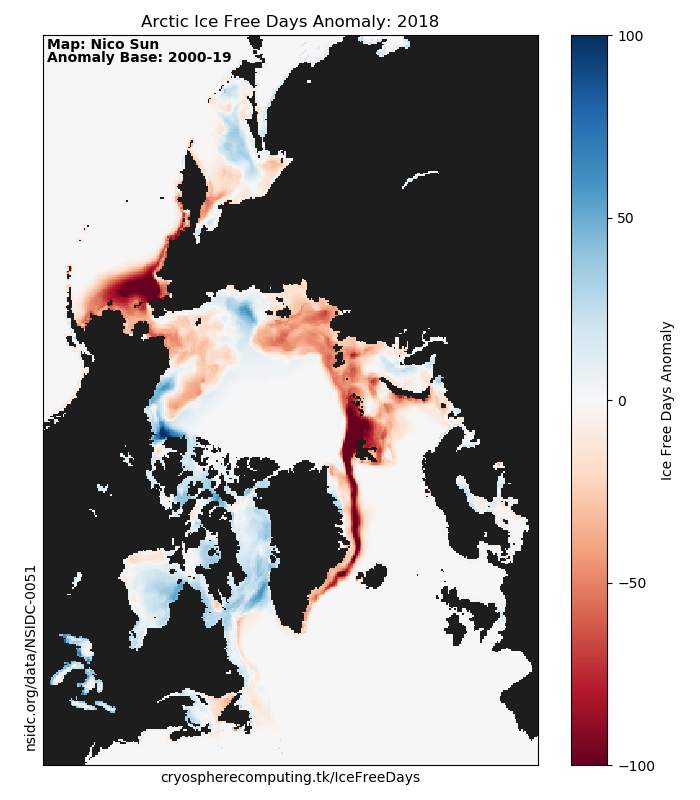 Arctic Ice Free Days Anomaly: 2018
Map: Nico Sun
Anomaly Base: 2000-19
100
50
0
−50
−100
Ice Free Days Anomaly
nsidc.org/data/NSIDC-0051
cryospherecomputing.tk/IceFreeDays